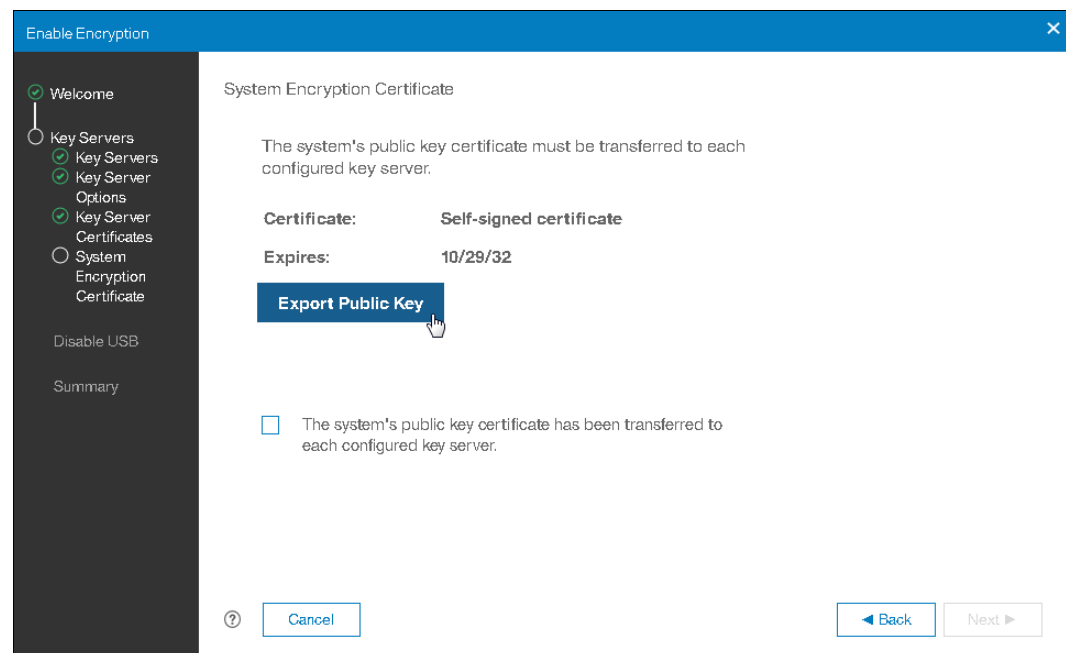 Enable Encryption
Welcome
Key Servers
Key Servers
Key Server
Options
Key Server
Certificates
System
Encryption
Certificate
Disable USB
Summary
System Encryption Certificate
The system's public key certificate must be transferred to each
configured key server.
Certificate: Self-signed certificate
Expires: 10/29/32
Export Public Key
The system's public key certificate has been transferred to
each configured key server.
? Cancel ◀ Back Next ▶